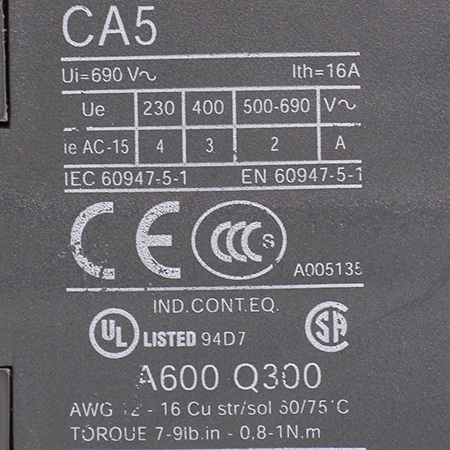 CA5
Ui=690 V~ Ith=16A
Ue 230 400 500-690 V~
ie AC-15 4 3 2 A
IEC 60947-5-1 EN 60947-5-1
CE CCC S A005135
IND.CONT.EQ.
UL LISTED 94D7 SA
A600 Q300
AWG 12 - 16 Cu str/sol 60/75°C
TORQUE 7-9lb.in - 0,8-1N.m